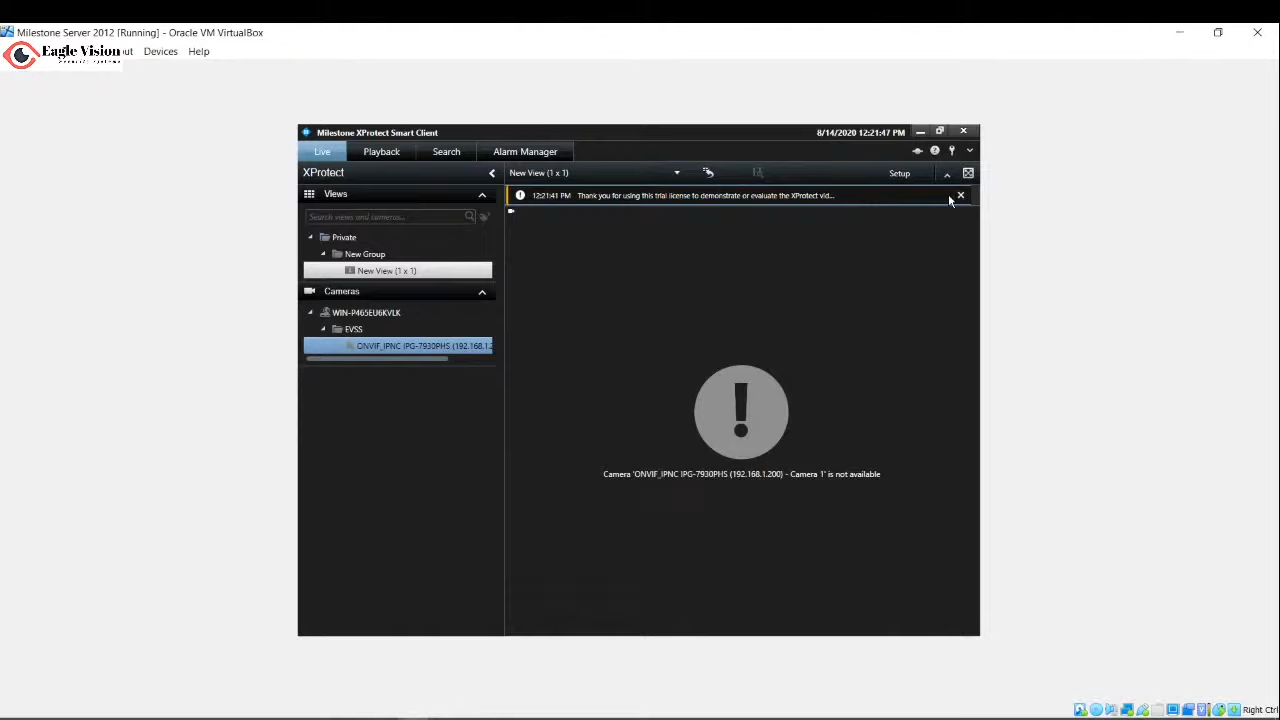 Milestone Server 2012 [Running] - Oracle VM VirtualBox
Eagle Vision
ut Devices Help
Milestone XProtect Smart Client 8/14/2020 12:21:47 PM
Live Playback Search Alarm Manager
XProtect
New View (1 x 1) Setup
Views
12:21:41 PM Thank you for using this trial license to demonstrate or evaluate the XProtect vid...
Search views and cameras...
Private
New Group
New View (1 x 1)
Cameras
WIN-P465EU6KVLK
EVSS
ONVIF_IPNC IPG-7930PHS (192.168.1.2
Camera 'ONVIF_IPNC IPG-7930PHS (192.168.1.200) - Camera 1' is not available
Right Ctrl